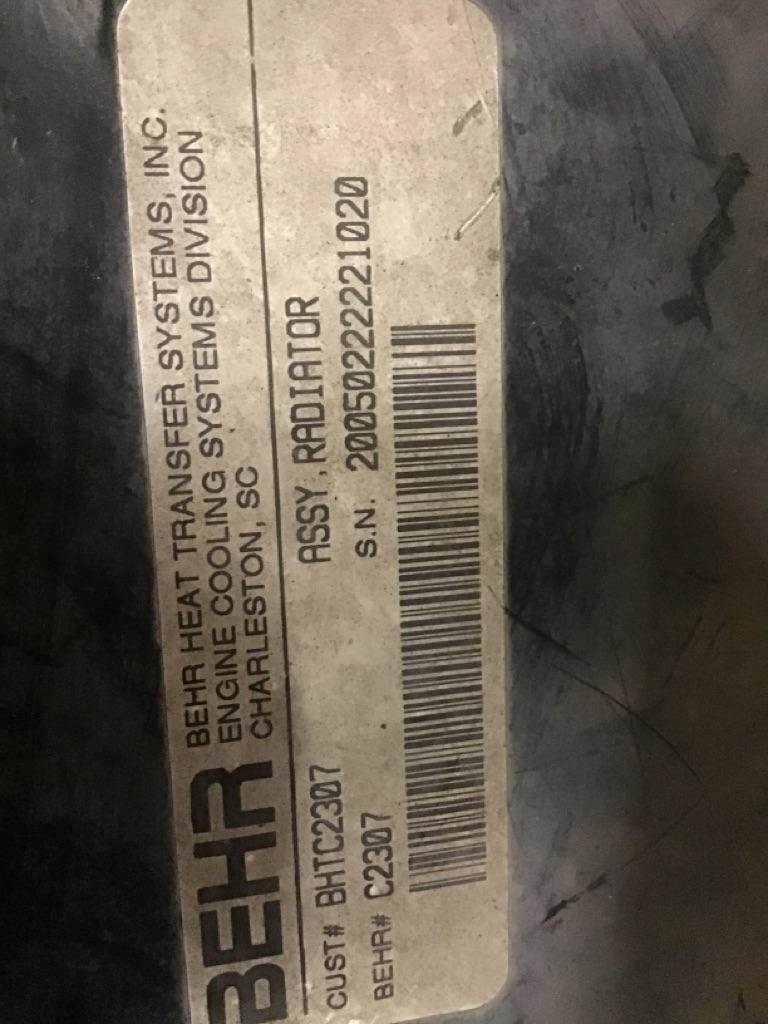 BEHR
BEHR HEAT TRANSFER SYSTEMS, INC.
ENGINE COOLING SYSTEMS DIVISION
CHARLESTON, SC
CUST# BHTC2307 ASSY,RADIATOR
BEHR# C2307 S.N. 20050222221020